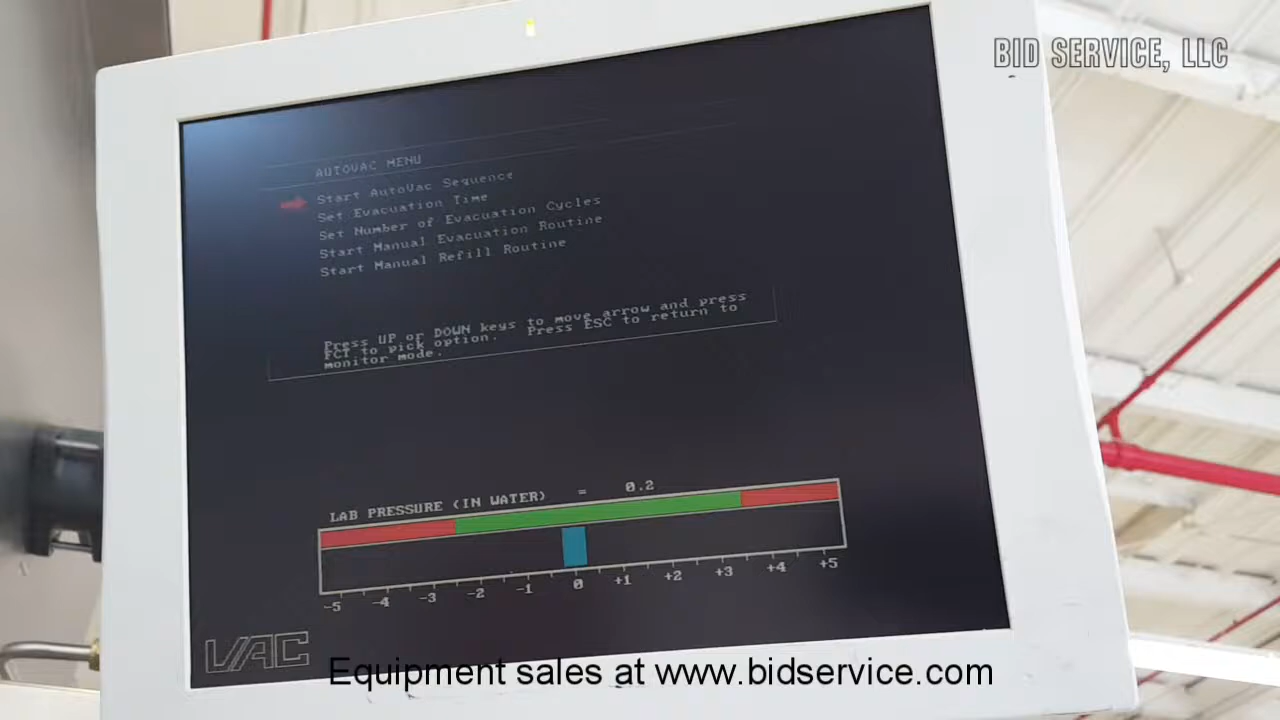 BID SERVICE, LLC
AUTOVAC MENU
Start AutoVac Sequence
Set Evacuation Time
Set Number of Evacuation Cycles
Start Manual Evacuation Routine
Start Manual Refill Routine
Press UP or DOWN keys to move arrow and press
FCT to pick option. Press ESC to return to
monitor mode.
LAB PRESSURE (IN WATER) = 0.2
-5 -4 -3 -2 -1 0 +1 +2 +3 +4 +5
VAC
Equipment sales at www.bidservice.com